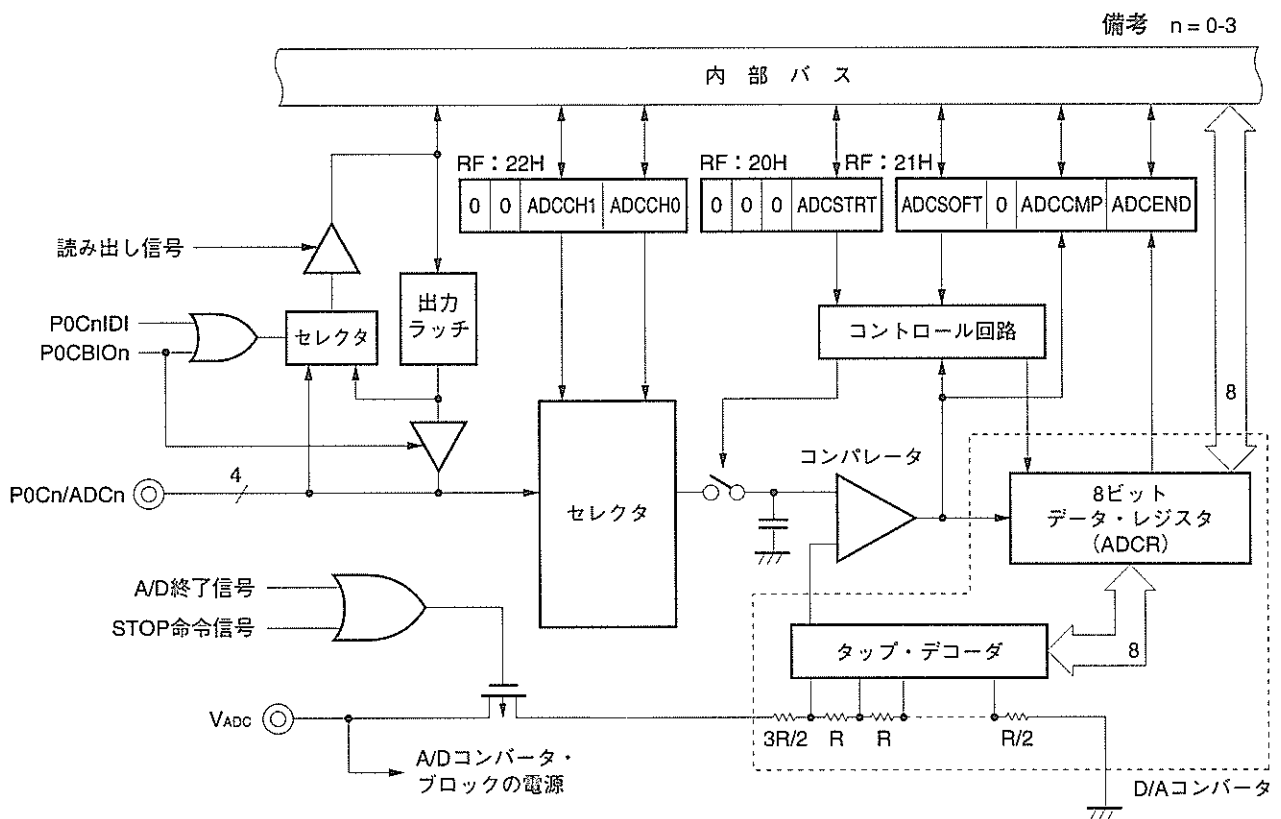 備考 n = 0-3
内部バス
RF：22H
RF：20H
RF：21H
0 0 ADCCH1 ADCCH0
0 0 0 ADCSTRT
ADCSOFT 0 ADCCMP ADCEND
読み出し信号
出力
ラッチ
P0CnIDI
P0CBIOn
セレクタ
コントロール回路
8
コンパレータ
P0Cn/ADCn
4
セレクタ
8ビット
データ・レジスタ
(ADCR)
A/D終了信号
STOP命令信号
タップ・デコーダ
8
VADC
3R/2 R R R/2
A/Dコンバータ・
ブロックの電源
D/Aコンバータ